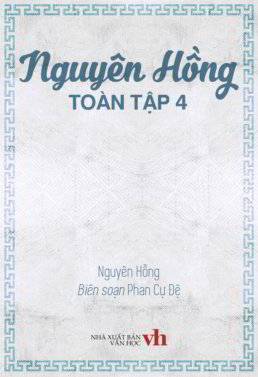 Nguyên Hồng
TOÀN TẬP 4
Nguyên Hồng
Biên soạn Phan Cự Đệ
NHÀ XUẤT BẢN
VĂN HỌC
vh